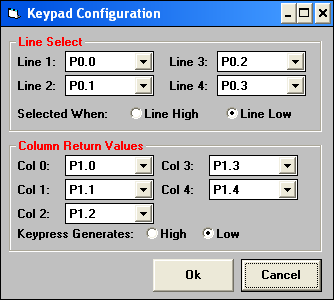 Keypad Configuration
Line Select
Line 1: P0.0 Line 3: P0.2
Line 2: P0.1 Line 4: P0.3
Selected When: Line High Line Low
Column Return Values
Col 0: P1.0 Col 3: P1.3
Col 1: P1.1 Col 4: P1.4
Col 2: P1.2
Keypress Generates: High Low
Ok Cancel